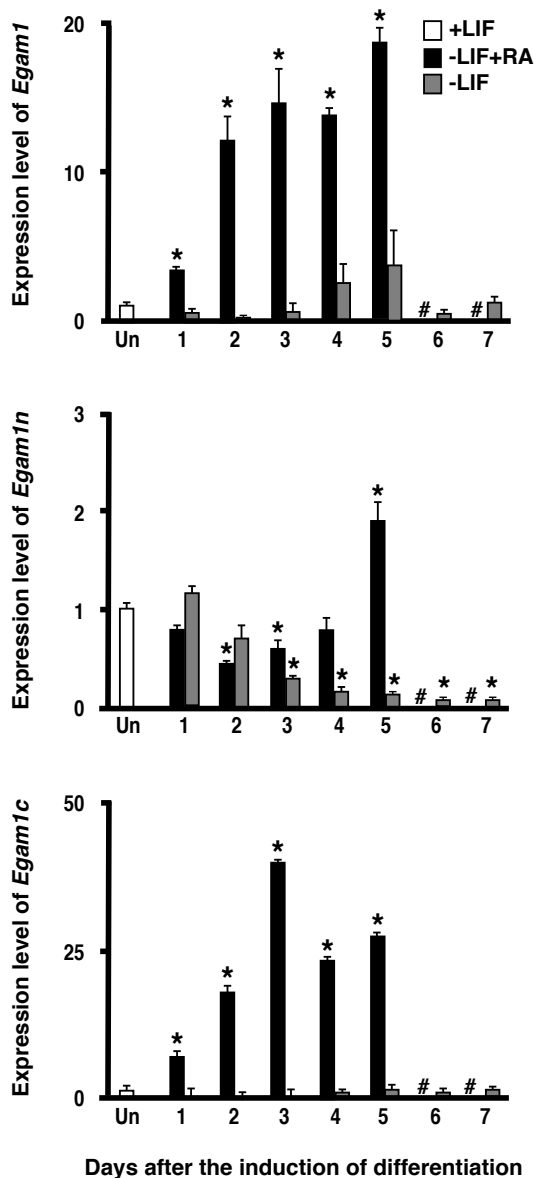 Expression level of Egam1
20
10
0
+LIF
-LIF+RA
-LIF
* * * * *
# #
Un 1 2 3 4 5 6 7
Expression level of Egam1n
3
2
1
0
* * * * * * * *
# #
Un 1 2 3 4 5 6 7
Expression level of Egam1c
50
25
0
* * * * *
# #
Un 1 2 3 4 5 6 7
Days after the induction of differentiation